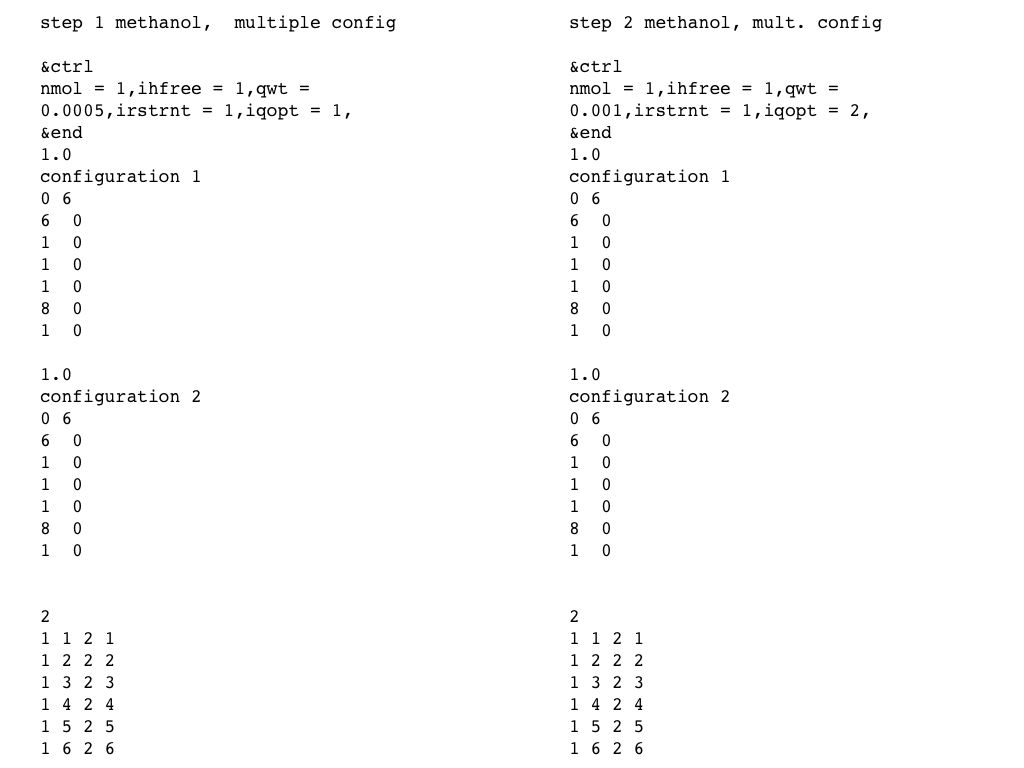 step 1 methanol,  multiple config

&ctrl
nmol = 1,ihfree = 1,qwt =
0.0005,irstrnt = 1,iqopt = 1,
&end
1.0
configuration 1
0 6
6  0
1  0
1  0
1  0
8  0
1  0

1.0
configuration 2
0 6
6  0
1  0
1  0
1  0
8  0
1  0

2
1 1 2 1
1 2 2 2
1 3 2 3
1 4 2 4
1 5 2 5
1 6 2 6

step 2 methanol, mult. config

&ctrl
nmol = 1,ihfree = 1,qwt =
0.001,irstrnt = 1,iqopt = 2,
&end
1.0
configuration 1
0 6
6  0
1  0
1  0
1  0
8  0
1  0

1.0
configuration 2
0 6
6  0
1  0
1  0
1  0
8  0
1  0

2
1 1 2 1
1 2 2 2
1 3 2 3
1 4 2 4
1 5 2 5
1 6 2 6